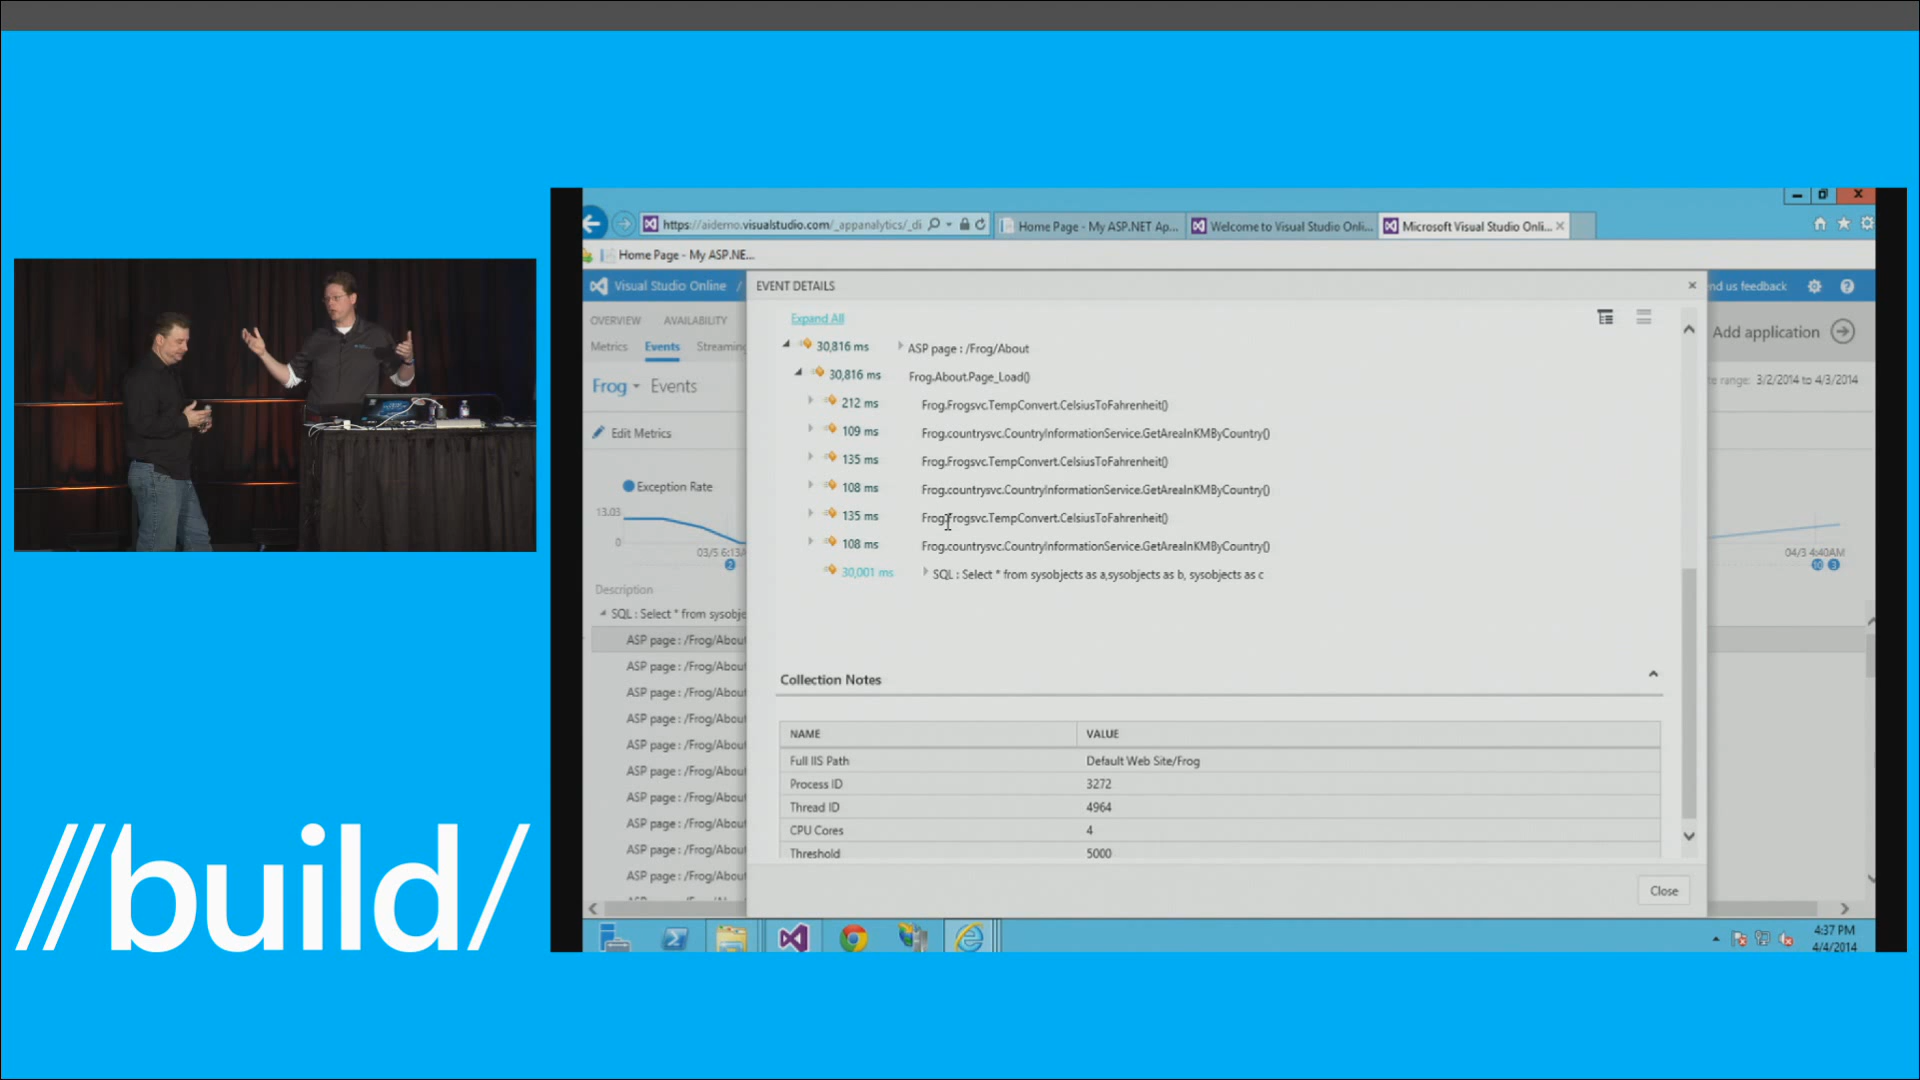 https://aidemo.visualstudio.com/_appanalytics/_di
Home Page - My ASP.NET Ap...
Welcome to Visual Studio Onli...
Microsoft Visual Studio Onli...
Home Page - My ASP.NE...
Visual Studio Online /
EVENT DETAILS
nd us feedback
OVERVIEW AVAILABILITY
Expand All
Add application
Metrics Events Streaming
30,816 ms ASP page : /Frog/About
Frog Events
30,816 ms Frog.About.Page_Load()
te range: 3/2/2014 to 4/3/2014
212 ms Frog.Frogsvc.TempConvert.CelsiusToFahrenheit()
Edit Metrics
109 ms Frog.countrysvc.CountryInformationService.GetAreaInKMByCountry()
135 ms Frog.Frogsvc.TempConvert.CelsiusToFahrenheit()
Exception Rate
108 ms Frog.countrysvc.CountryInformationService.GetAreaInKMByCountry()
13.03
135 ms Frog.Frogsvc.TempConvert.CelsiusToFahrenheit()
0
108 ms Frog.countrysvc.CountryInformationService.GetAreaInKMByCountry()
03/5 6:13A
04/3 4:40AM
2
10 3
30,001 ms SQL : Select * from sysobjects as a,sysobjects as b, sysobjects as c
Description
SQL : Select * from sysobje
ASP page : /Frog/About
ASP page : /Frog/About
ASP page : /Frog/About
ASP page : /Frog/About
ASP page : /Frog/About
ASP page : /Frog/About
ASP page : /Frog/About
ASP page : /Frog/About
ASP page : /Frog/About
ASP page : /Frog/About
Collection Notes
NAME VALUE
Full IIS Path Default Web Site/Frog
Process ID 3272
Thread ID 4964
CPU Cores 4
Threshold 5000
Close
4:37 PM
4/4/2014
//build/